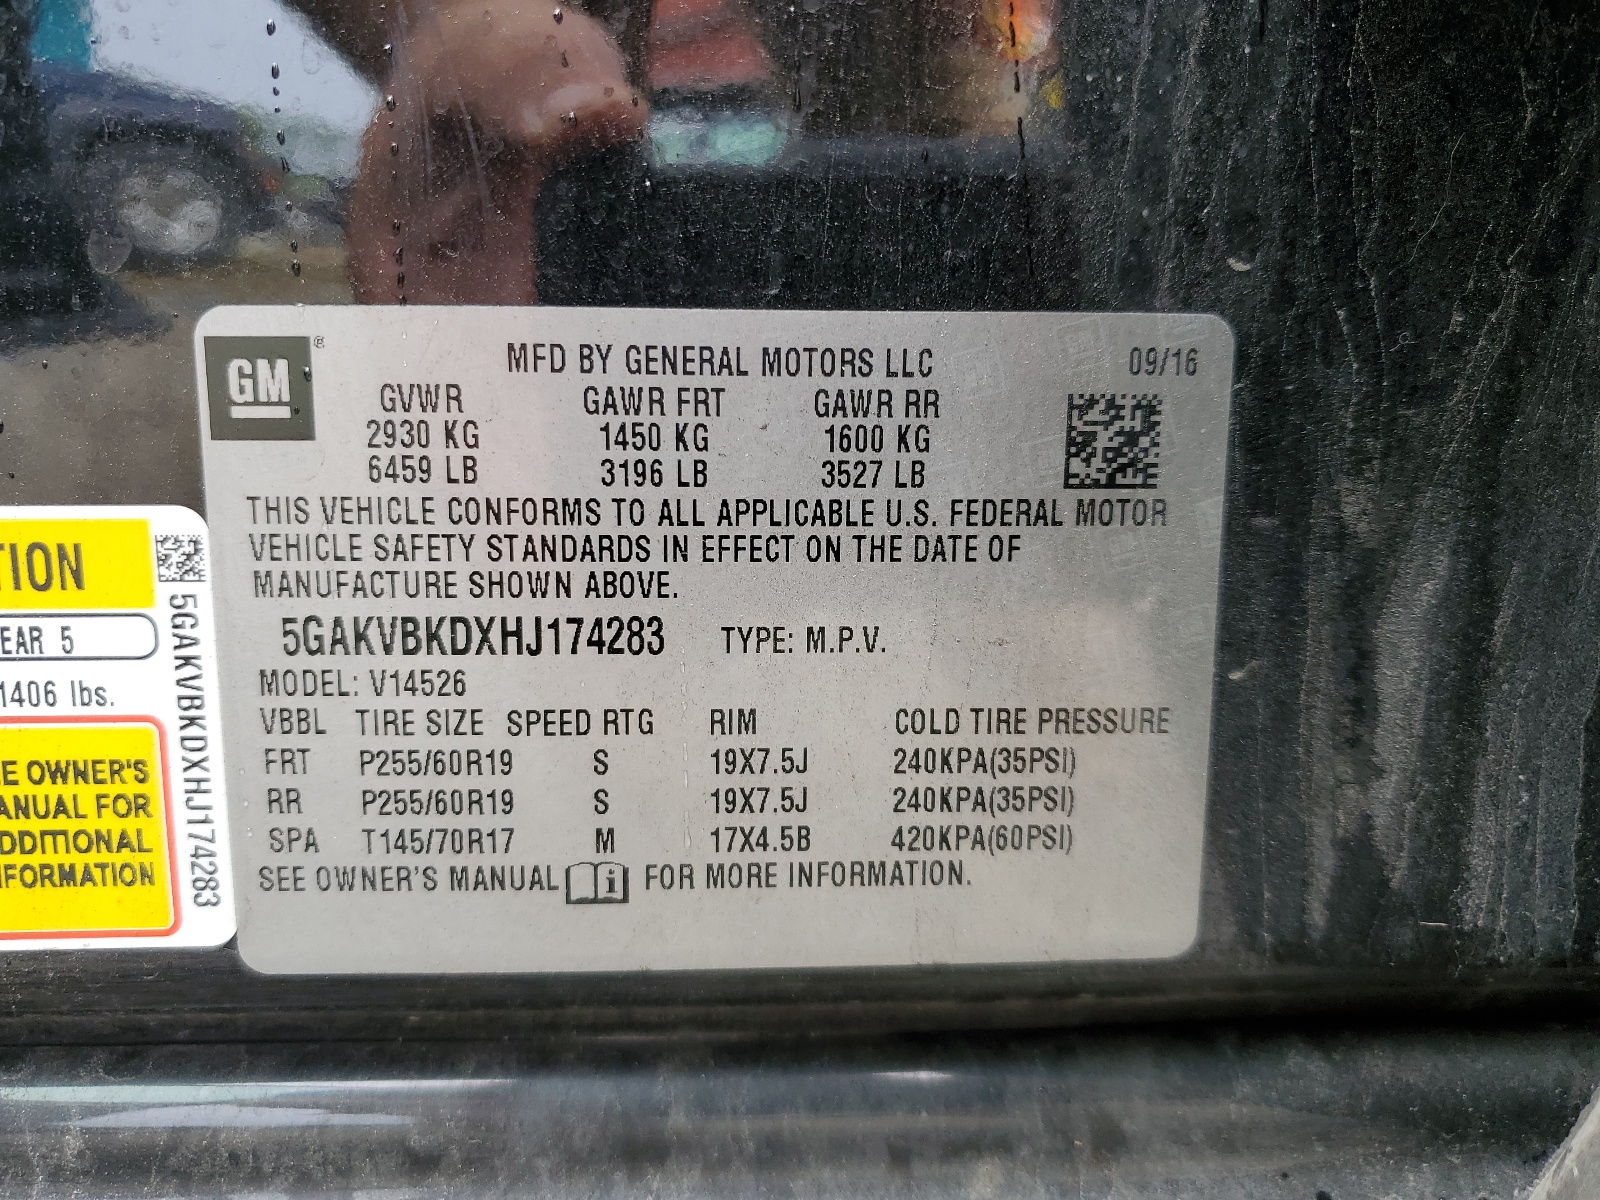 GM ®
MFD BY GENERAL MOTORS LLC 09/16
GVWR GAWR FRT GAWR RR
2930 KG 1450 KG 1600 KG
6459 LB 3196 LB 3527 LB
THIS VEHICLE CONFORMS TO ALL APPLICABLE U.S. FEDERAL MOTOR
VEHICLE SAFETY STANDARDS IN EFFECT ON THE DATE OF
MANUFACTURE SHOWN ABOVE.
5GAKVBKDXHJ174283 TYPE: M.P.V.
MODEL: V14526
VBBL TIRE SIZE SPEED RTG RIM COLD TIRE PRESSURE
FRT P255/60R19 S 19X7.5J 240KPA(35PSI)
RR P255/60R19 S 19X7.5J 240KPA(35PSI)
SPA T145/70R17 M 17X4.5B 420KPA(60PSI)
SEE OWNER'S MANUAL i FOR MORE INFORMATION.
TION
EAR 5
1406 lbs.
E OWNER'S
ANUAL FOR
DDITIONAL
FORMATION
5GAKVBKDXHJ174283